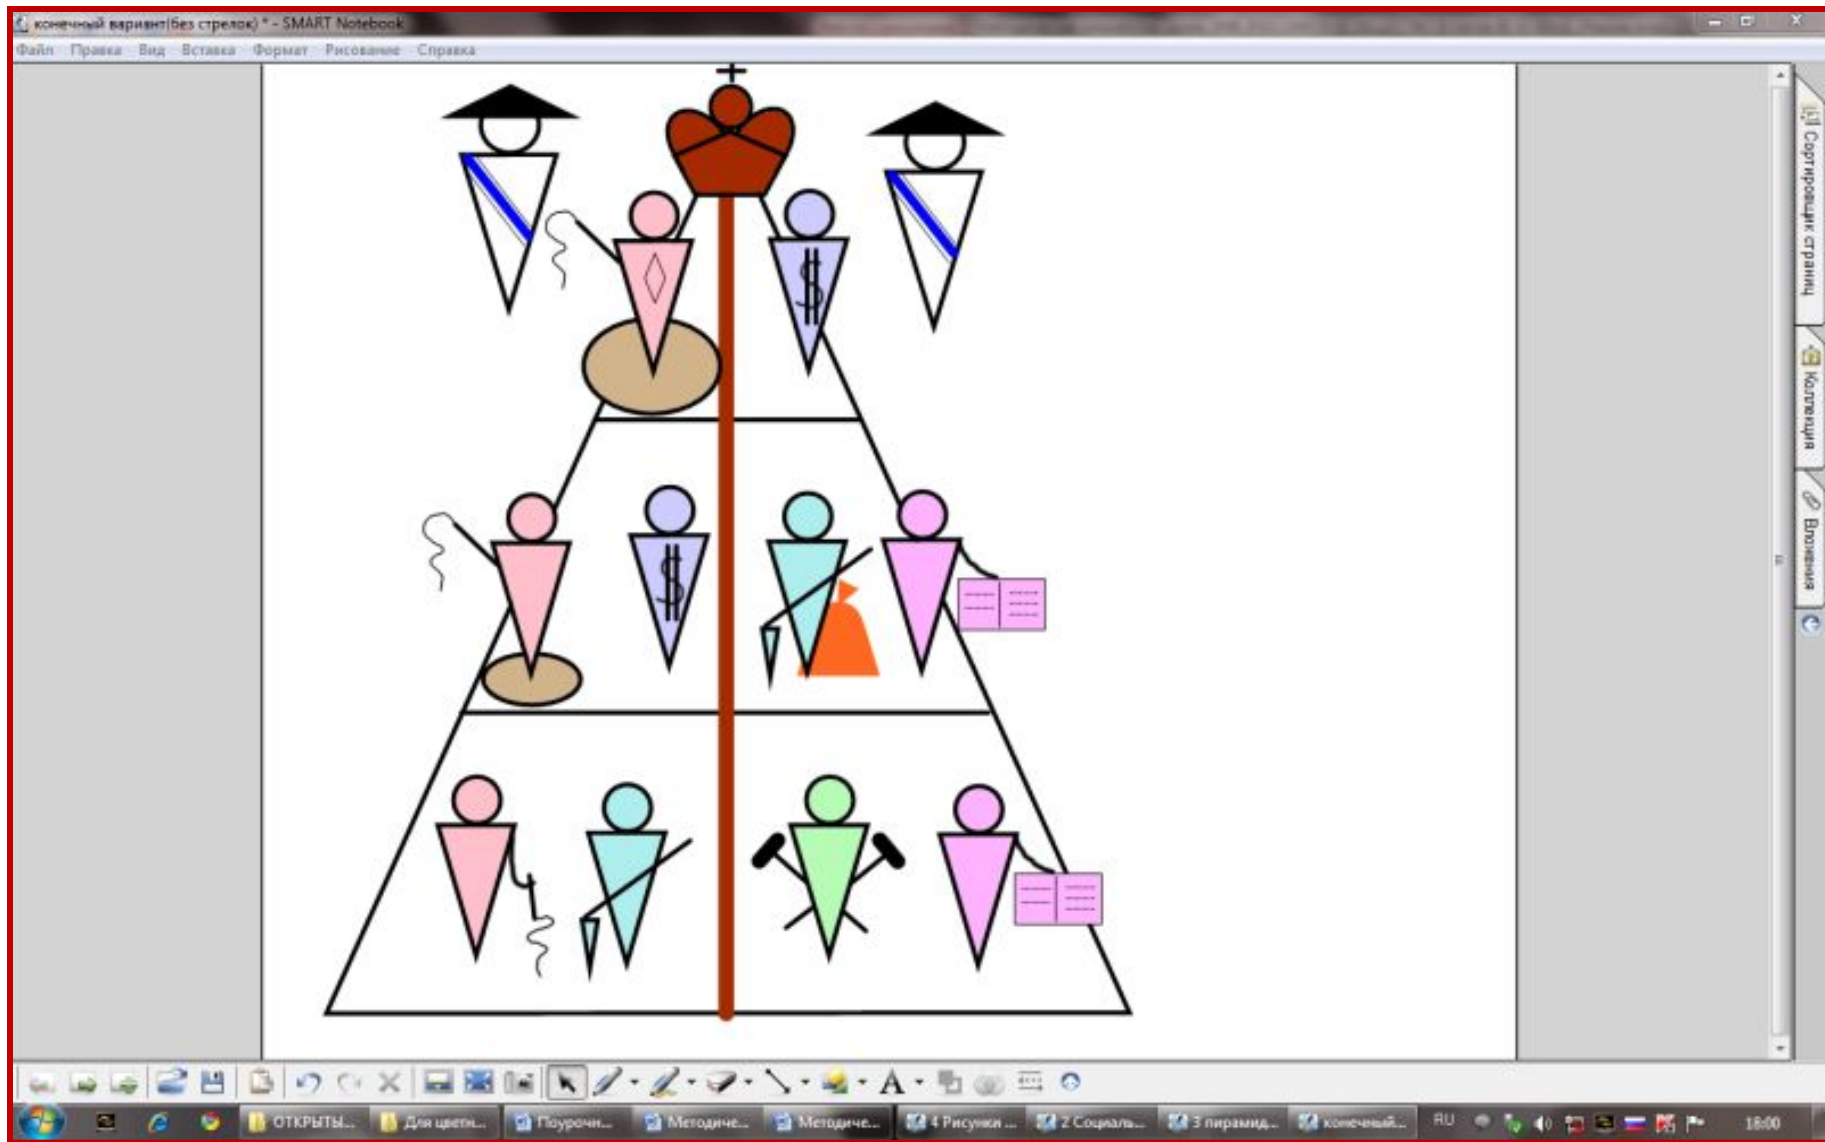 конечный вариант(без стрелок) * - SMART Notebook
Файл Правка Вид Вставка Формат Рисование Справка
Сортировщик страниц
Коллекция
Вложения
$
$
A
ОТКРЫТЫ...
Для цветн...
Поурочн...
Методиче...
Методиче...
4 Рисунки ...
2 Социаль...
3 пирамид...
конечный...
RU
18:00